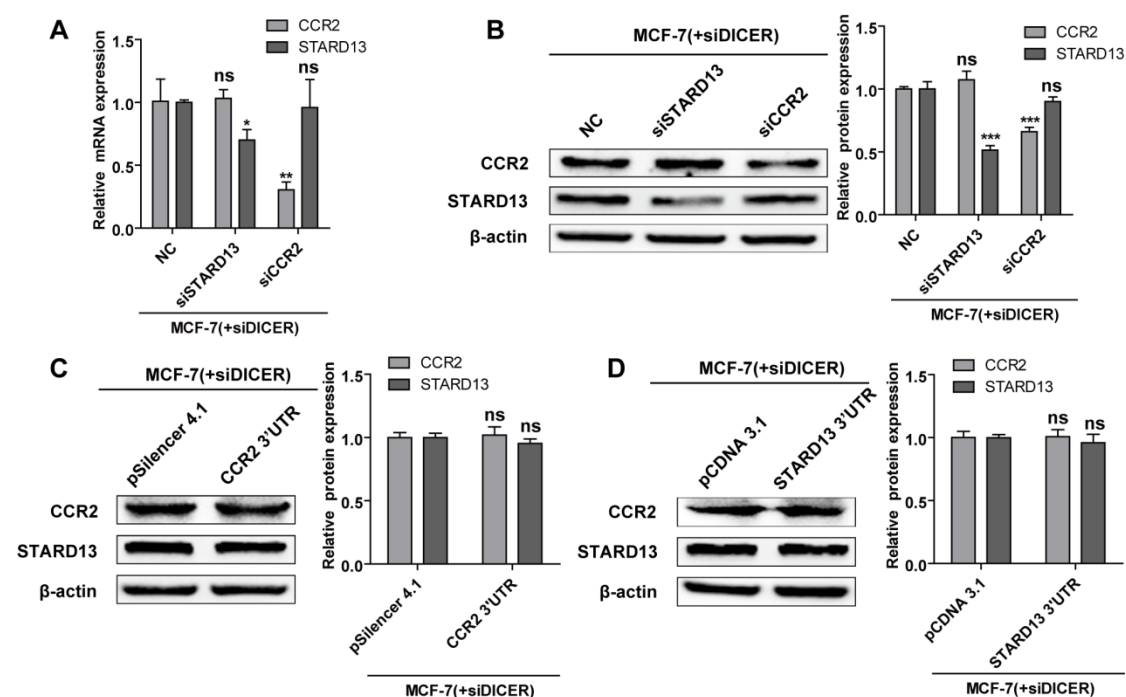 A
CCR2
STARD13
Relative mRNA expression
1.5
1.0
0.5
0.0
ns
*
**
ns
NC
siSTARD13
siCCR2
MCF-7(+siDICER)
B
MCF-7(+siDICER)
NC
siSTARD13
siCCR2
CCR2
STARD13
β-actin
CCR2
STARD13
Relative protein expression
1.5
1.0
0.5
0.0
ns
***
***
ns
NC
siSTARD13
siCCR2
MCF-7(+siDICER)
C
MCF-7(+siDICER)
pSilencer 4.1
CCR2 3'UTR
CCR2
STARD13
β-actin
CCR2
STARD13
Relative protein expression
1.5
1.0
0.5
0.0
ns
ns
pSilencer 4.1
CCR2 3'UTR
MCF-7(+siDICER)
D
MCF-7(+siDICER)
pCDNA 3.1
STARD13 3'UTR
CCR2
STARD13
β-actin
CCR2
STARD13
Relative protein expression
1.5
1.0
0.5
0.0
ns
ns
pCDNA 3.1
STARD13 3'UTR
MCF-7(+siDICER)